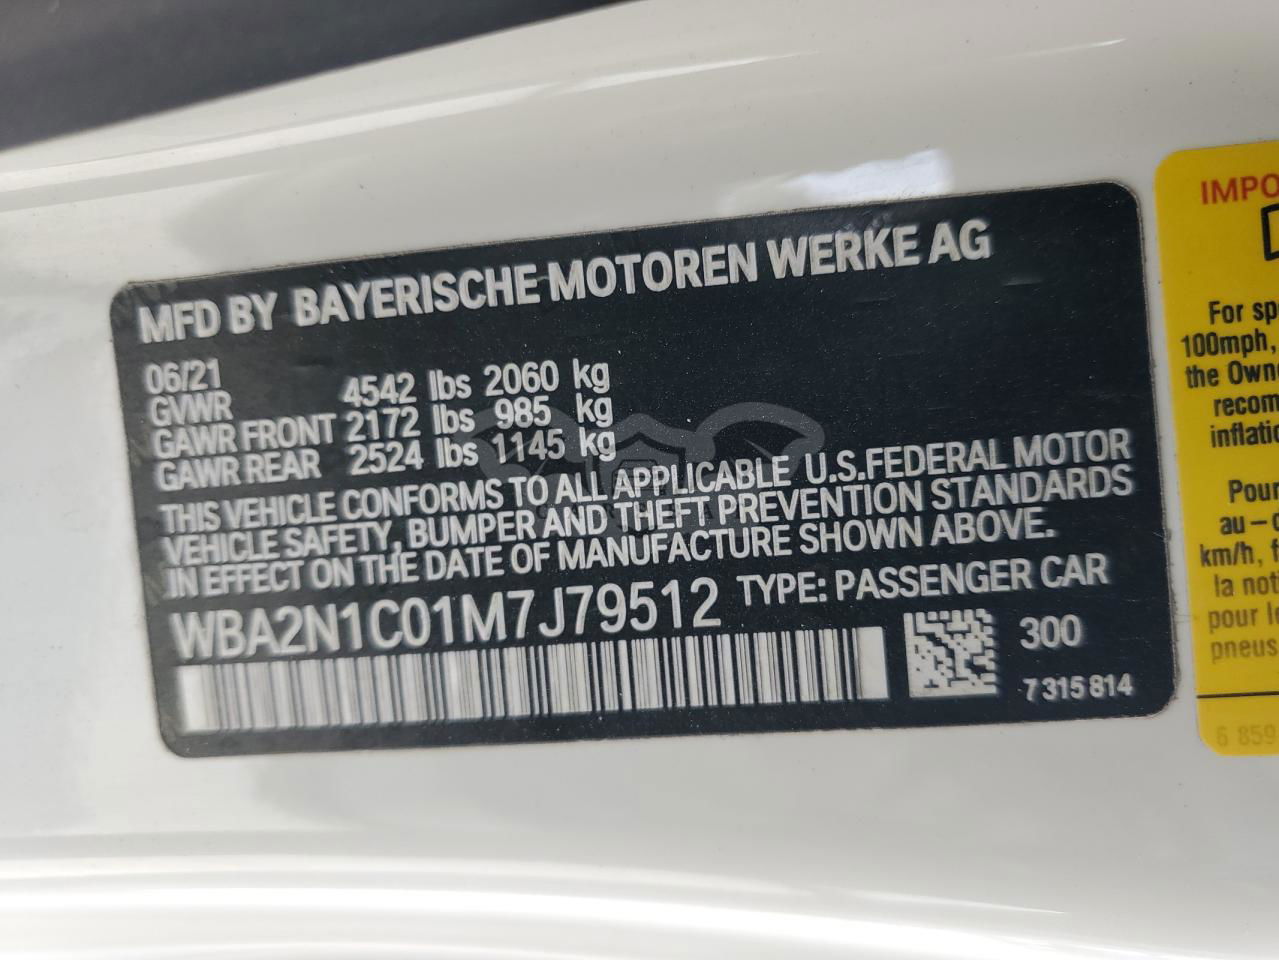 MFD BY BAYERISCHE MOTOREN WERKE AG
06/21
GVWR 4542 lbs 2060 kg
GAWR FRONT 2172 lbs 985 kg
GAWR REAR 2524 lbs 1145 kg
THIS VEHICLE CONFORMS TO ALL APPLICABLE U.S.FEDERAL MOTOR
VEHICLE SAFETY, BUMPER AND THEFT PREVENTION STANDARDS
IN EFFECT ON THE DATE OF MANUFACTURE SHOWN ABOVE.
WBA2N1C01M7J79512 TYPE: PASSENGER CAR
300
7 315 814
IMPO
For sp
100mph,
the Owne
recom
inflatio
Pour
au-d
km/h, f
la noti
pour le
pneus
6 859